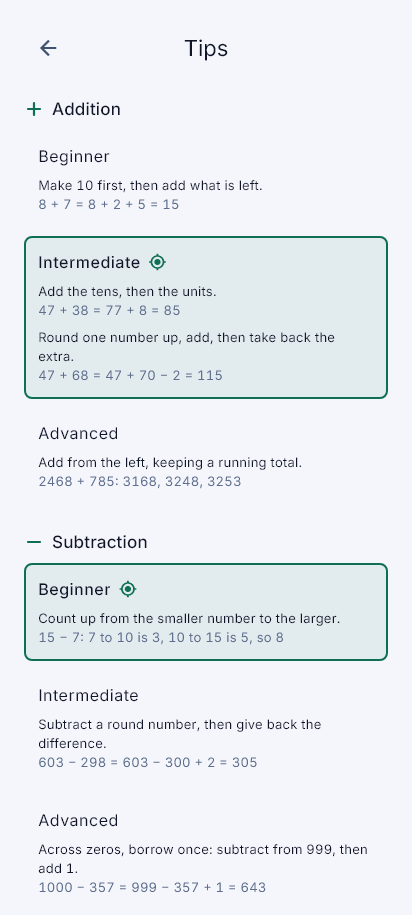 Tips
Addition
Beginner
Make 10 first, then add what is left.
8 + 7 = 8 + 2 + 5 = 15
Intermediate
Add the tens, then the units.
47 + 38 = 77 + 8 = 85
Round one number up, add, then take back the
extra.
47 + 68 = 47 + 70 − 2 = 115
Advanced
Add from the left, keeping a running total.
2468 + 785: 3168, 3248, 3253
Subtraction
Beginner
Count up from the smaller number to the larger.
15 − 7: 7 to 10 is 3, 10 to 15 is 5, so 8
Intermediate
Subtract a round number, then give back the
difference.
603 − 298 = 603 − 300 + 2 = 305
Advanced
Across zeros, borrow once: subtract from 999, then
add 1.
1000 − 357 = 999 − 357 + 1 = 643